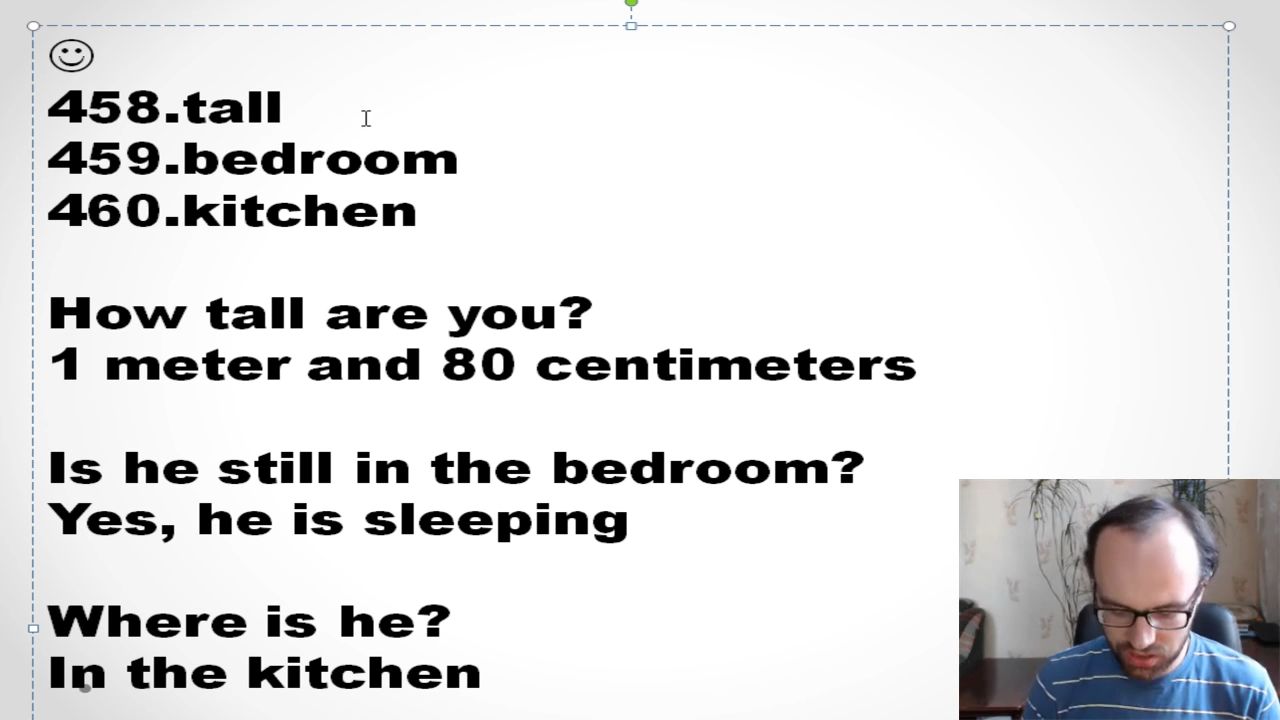 458.tall
459.bedroom
460.kitchen
How tall are you?
1 meter and 80 centimeters
Is he still in the bedroom?
Yes, he is sleeping
Where is he?
In the kitchen